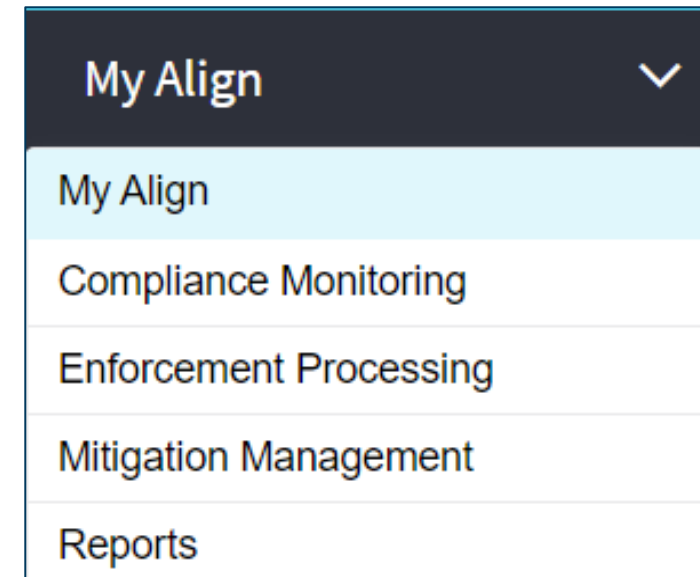 My Align
My Align
Compliance Monitoring
Enforcement Processing
Mitigation Management
Reports